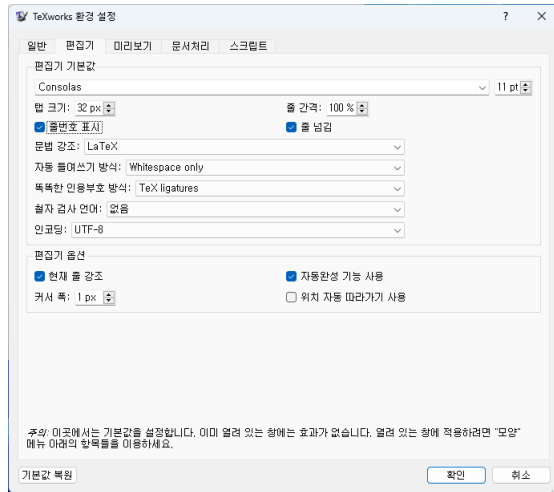 TeXworks 환경 설정
일반 편집기 미리보기 문서처리 스크립트
편집기 기본값
Consolas 11 pt
탭 크기: 32 px 줄 간격: 100 %
줄번호 표시 줄 넘김
문법 강조: LaTeX
자동 들여쓰기 방식: Whitespace only
똑똑한 인용부호 방식: TeX ligatures
철자 검사 언어: 없음
인코딩: UTF-8
편집기 옵션
현재 줄 강조 자동완성 기능 사용
커서 폭: 1 px 위치 자동 따라가기 사용
주의: 이곳에서는 기본값을 설정합니다. 이미 열려 있는 창에는 효과가 없습니다. 열려 있는 창에 적용하려면 "모양"
메뉴 아래의 항목들을 이용하세요.
기본값 복원 확인 취소